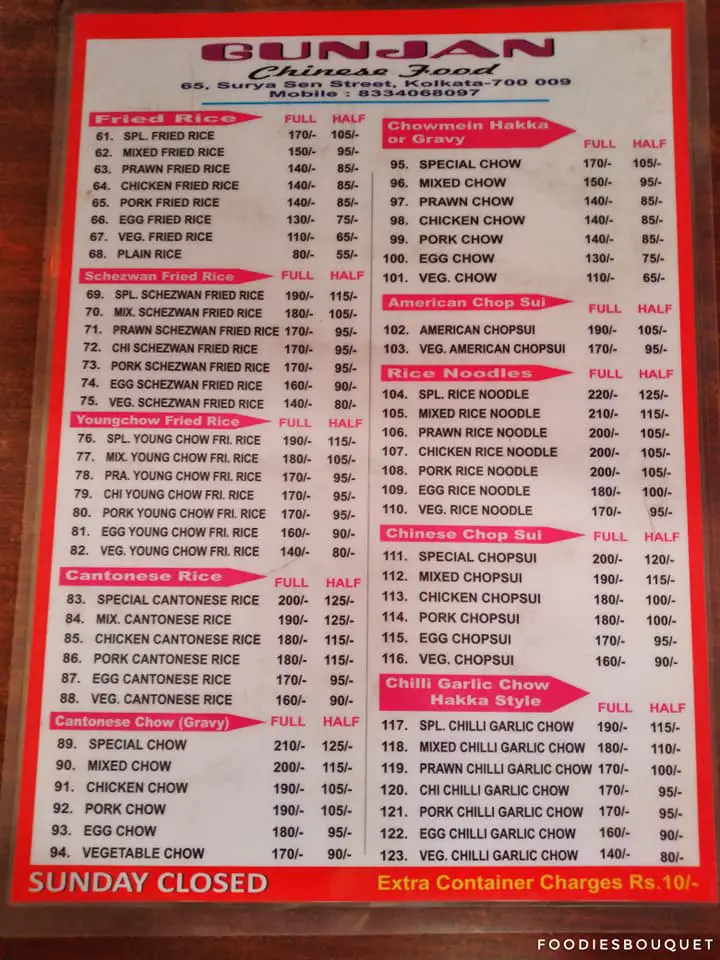 GUNJAN
Chinese Food
65, Surya Sen Street, Kolkata-700 009
Mobile : 8334068097
Fried Rice FULL HALF
61. SPL. FRIED RICE 170/- 105/-
62. MIXED FRIED RICE 150/- 95/-
63. PRAWN FRIED RICE 140/- 85/-
64. CHICKEN FRIED RICE 140/- 85/-
65. PORK FRIED RICE 140/- 85/-
66. EGG FRIED RICE 130/- 75/-
67. VEG. FRIED RICE 110/- 65/-
68. PLAIN RICE 80/- 55/-
Schezwan Fried Rice FULL HALF
69. SPL. SCHEZWAN FRIED RICE 190/- 115/-
70. MIX. SCHEZWAN FRIED RICE 180/- 105/-
71. PRAWN SCHEZWAN FRIED RICE 170/- 95/-
72. CHI SCHEZWAN FRIED RICE 170/- 95/-
73. PORK SCHEZWAN FRIED RICE 170/- 95/-
74. EGG SCHEZWAN FRIED RICE 160/- 90/-
75. VEG. SCHEZWAN FRIED RICE 140/- 80/-
Youngchow Fried Rice FULL HALF
76. SPL. YOUNG CHOW FRI. RICE 190/- 115/-
77. MIX. YOUNG CHOW FRI. RICE 180/- 105/-
78. PRA. YOUNG CHOW FRI. RICE 170/- 95/-
79. CHI YOUNG CHOW FRI. RICE 170/- 95/-
80. PORK YOUNG CHOW FRI. RICE 170/- 95/-
81. EGG YOUNG CHOW FRI. RICE 160/- 90/-
82. VEG. YOUNG CHOW FRI. RICE 140/- 80/-
Cantonese Rice FULL HALF
83. SPECIAL CANTONESE RICE 200/- 125/-
84. MIX. CANTONESE RICE 190/- 125/-
85. CHICKEN CANTONESE RICE 180/- 115/-
86. PORK CANTONESE RICE 180/- 115/-
87. EGG CANTONESE RICE 170/- 95/-
88. VEG. CANTONESE RICE 160/- 90/-
Cantonese Chow (Gravy) FULL HALF
89. SPECIAL CHOW 210/- 125/-
90. MIXED CHOW 200/- 115/-
91. CHICKEN CHOW 190/- 105/-
92. PORK CHOW 190/- 105/-
93. EGG CHOW 180/- 95/-
94. VEGETABLE CHOW 170/- 90/-
Chowmein Hakka
or Gravy FULL HALF
95. SPECIAL CHOW 170/- 105/-
96. MIXED CHOW 150/- 95/-
97. PRAWN CHOW 140/- 85/-
98. CHICKEN CHOW 140/- 85/-
99. PORK CHOW 140/- 85/-
100. EGG CHOW 130/- 75/-
101. VEG. CHOW 110/- 65/-
American Chop Sui FULL HALF
102. AMERICAN CHOPSUI 190/- 105/-
103. VEG. AMERICAN CHOPSUI 170/- 95/-
Rice Noodles FULL HALF
104. SPL. RICE NOODLE 220/- 125/-
105. MIXED RICE NOODLE 210/- 115/-
106. PRAWN RICE NOODLE 200/- 105/-
107. CHICKEN RICE NOODLE 200/- 105/-
108. PORK RICE NOODLE 200/- 105/-
109. EGG RICE NOODLE 180/- 100/-
110. VEG. RICE NOODLE 170/- 95/-
Chinese Chop Sui FULL HALF
111. SPECIAL CHOPSUI 200/- 120/-
112. MIXED CHOPSUI 190/- 115/-
113. CHICKEN CHOPSUI 180/- 100/-
114. PORK CHOPSUI 180/- 100/-
115. EGG CHOPSUI 170/- 95/-
116. VEG. CHOPSUI 160/- 90/-
Chilli Garlic Chow
Hakka Style FULL HALF
117. SPL. CHILLI GARLIC CHOW 190/- 115/-
118. MIXED CHILLI GARLIC CHOW 180/- 110/-
119. PRAWN CHILLI GARLIC CHOW 170/- 100/-
120. CHI CHILLI GARLIC CHOW 170/- 95/-
121. PORK CHILLI GARLIC CHOW 170/- 95/-
122. EGG CHILLI GARLIC CHOW 160/- 90/-
123. VEG. CHILLI GARLIC CHOW 140/- 80/-
SUNDAY CLOSED
Extra Container Charges Rs.10/-
FOODIESBOUQUET